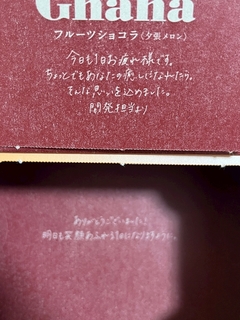 Ghana
フルーツショコラ（夕張メロン）
今日も1日お疲れ様です。
ちょっとでもあなたの癒しになれたら。
そんな思いを込めました。
開発担当より
ありがとうございました！
明日も笑顔あふれる1日になりますように。